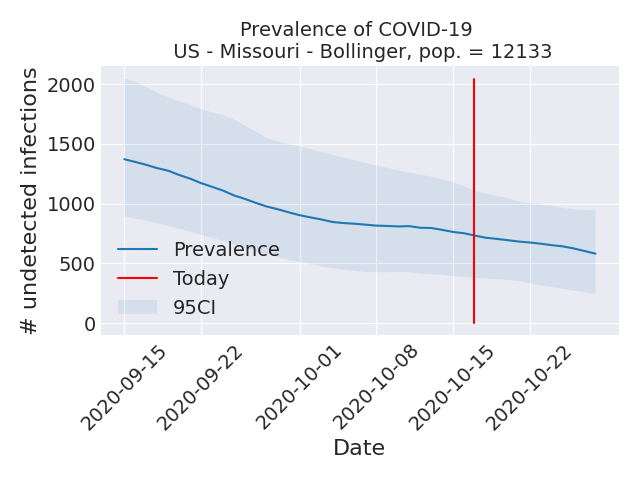 Prevalence of COVID-19
US - Missouri - Bollinger, pop. = 12133
# undetected infections
2000
1500
1000
500
0
Prevalence
Today
95CI
2020-09-15
2020-09-22
2020-10-01
2020-10-08
2020-10-15
2020-10-22
Date